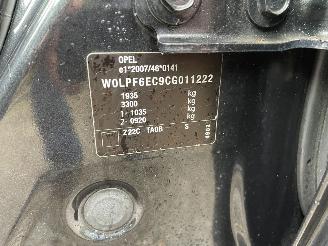 OPEL
e1*2007/46*0141
W0LPF6EC9CG011222
1935 kg
3300 kg
1- 1035 kg
2- 0920 kg
Z22C TA0B S